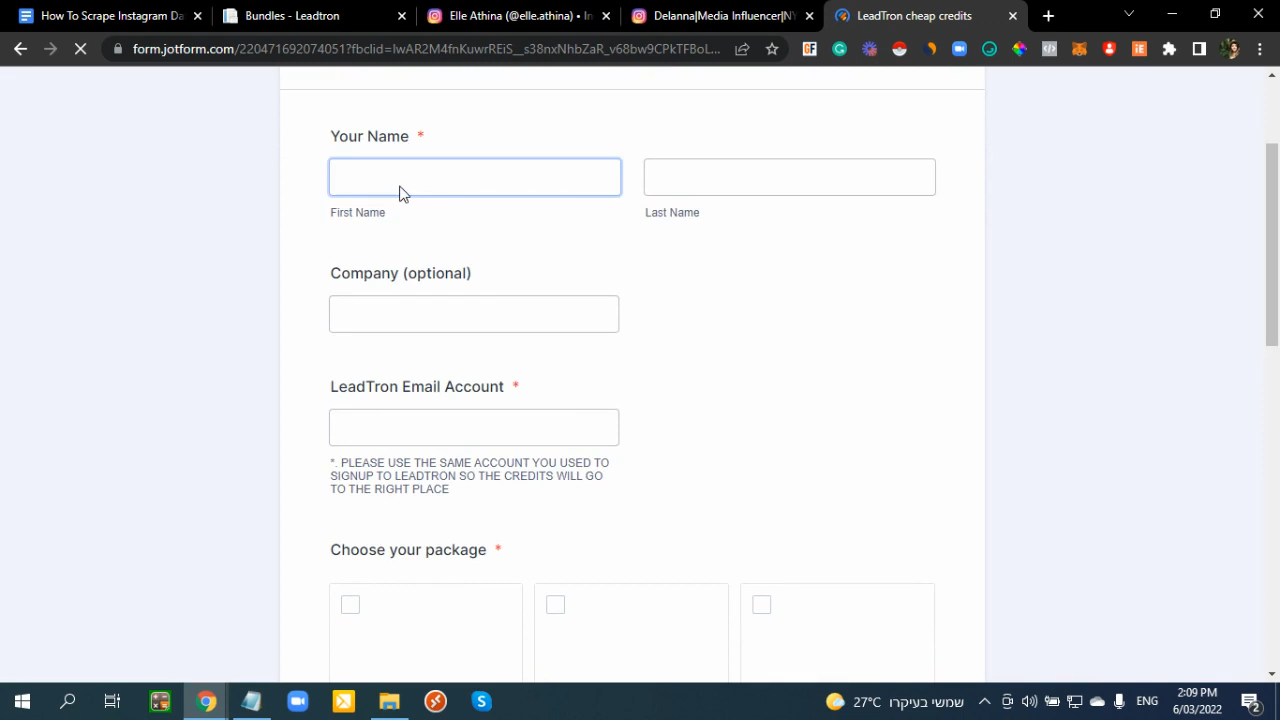 How To Scrape Instagram Da
Bundles – Leadtron
Elle Athina (@elle.athina) • In
Delanna|Media Influencer|NY
LeadTron cheap credits
form.jotform.com/220471692074051?fbclid=IwAR2M4fnKuwrREiS__s38nxNhbZaR_v68bw9CPkTFBoL...
Your Name *
First Name
Last Name
Company (optional)
LeadTron Email Account *
*. PLEASE USE THE SAME ACCOUNT YOU USED TO
SIGNUP TO LEADTRON SO THE CREDITS WILL GO
TO THE RIGHT PLACE
Choose your package *
27°C שמשי בעיקרו
ENG
2:09 PM
6/03/2022
2